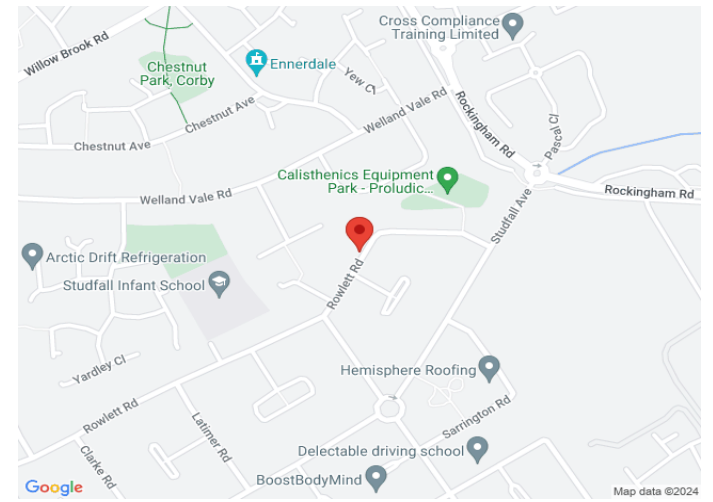 Cross Compliance
Training Limited
Willow Brook Rd
Chestnut
Park, Corby
Ennerdale
Yew Cl
Rockingham Rd
Pascal Cl
Chestnut Ave
Welland Vale Rd
Chestnut Ave
Calisthenics Equipment
Park - Proludic...
Welland Vale Rd
Rockingham Rd
Studfall Ave
Arctic Drift Refrigeration
Studfall Infant School
Rowlett Rd
Yardley Cl
Hemisphere Roofing
Rowlett Rd
Latimer Rd
Sarrington Rd
Clarke Rd
Delectable driving school
BoostBodyMind
Google
Map data ©2024